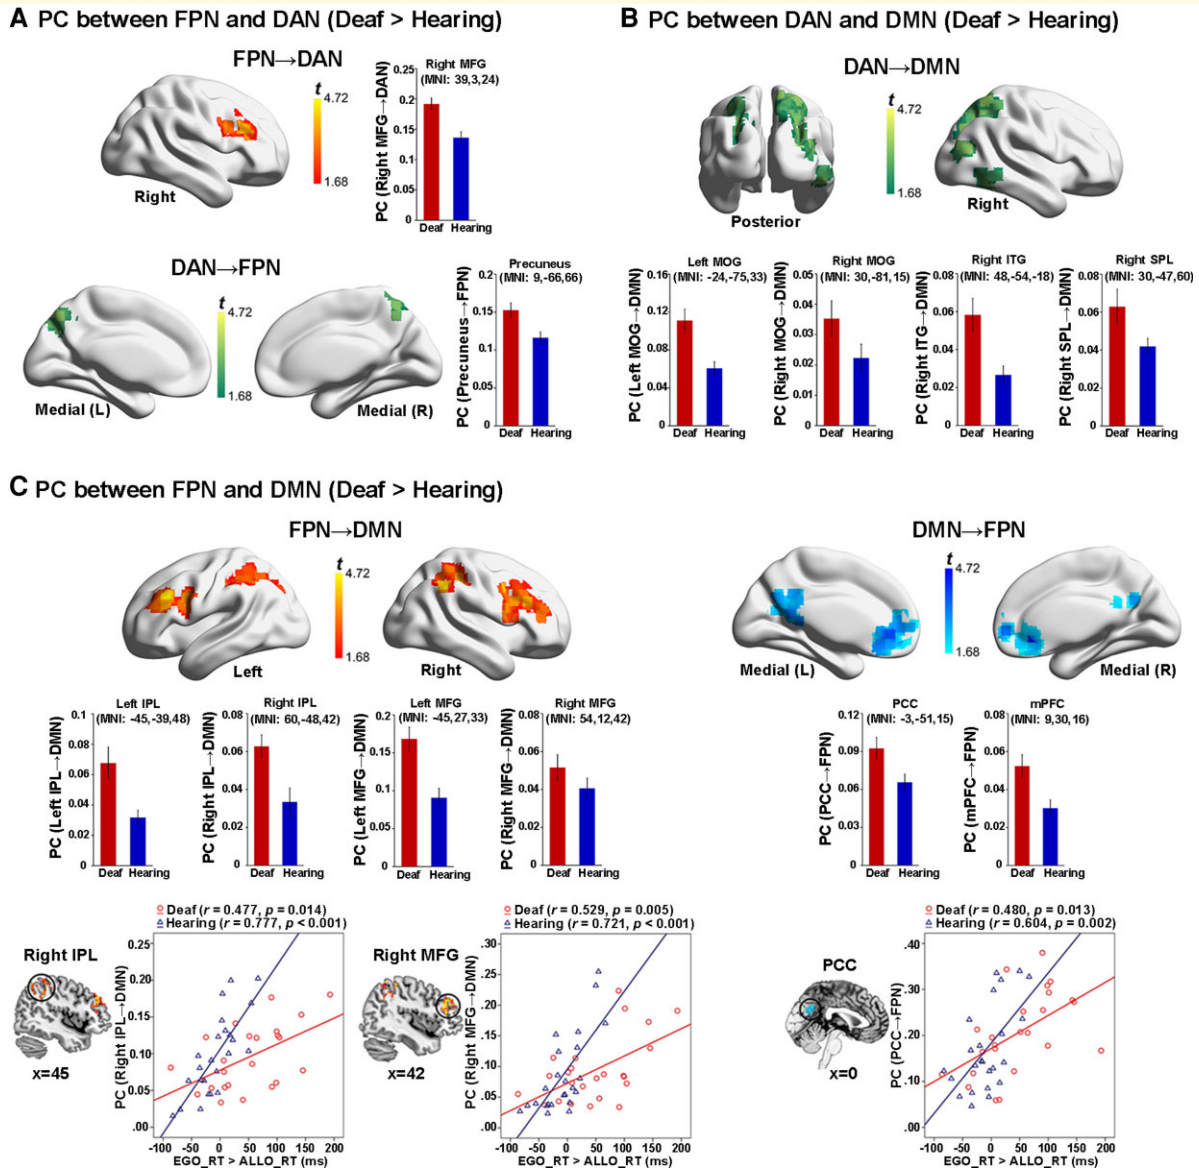 A PC between FPN and DAN (Deaf > Hearing)
FPN→DAN
t
4.72
1.68
Right
Right MFG
(MNI: 39,3,24)
PC (Right MFG→DAN)
0.25
0.2
0.15
0.1
0.05
0
Deaf Hearing
DAN→FPN
t
4.72
1.68
Medial (L)
Medial (R)
Precuneus
(MNI: 9,-66,66)
PC (Precuneus→FPN)
0.2
0.15
0.1
0.05
0
Deaf Hearing
B PC between DAN and DMN (Deaf > Hearing)
DAN→DMN
4.72
1.68
Posterior
Right
Left MOG
(MNI: -24,-75,33)
PC (Left MOG→DMN)
0.16
0.12
0.08
0.04
0
Deaf Hearing
Right MOG
(MNI: 30,-81,15)
PC (Right MOG→DMN)
0.05
0.04
0.03
0.02
0.01
0
Deaf Hearing
Right ITG
(MNI: 48,-54,-18)
PC (Right ITG→DMN)
0.08
0.06
0.04
0.02
0
Deaf Hearing
Right SPL
(MNI: 30,-47,60)
PC (Right SPL→DMN)
0.08
0.06
0.04
0.02
0
Deaf Hearing
C PC between FPN and DMN (Deaf > Hearing)
FPN→DMN
t
4.72
1.68
Left
Right
DMN→FPN
t
4.72
1.68
Medial (L)
Medial (R)
Left IPL
(MNI: -45,-39,48)
PC (Left IPL→DMN)
0.1
0.08
0.06
0.04
0.02
0
Deaf Hearing
Right IPL
(MNI: 60,-48,42)
PC (Right IPL→DMN)
0.08
0.06
0.04
0.02
0
Deaf Hearing
Left MFG
(MNI: -45,27,33)
PC (Left MFG→DMN)
0.2
0.15
0.1
0.05
0
Deaf Hearing
Right MFG
(MNI: 54,12,42)
PC (Right MFG→DMN)
0.08
0.06
0.04
0.02
0
Deaf Hearing
PCC
(MNI: -3,-51,15)
PC (PCC→FPN)
0.12
0.09
0.06
0.03
0
Deaf Hearing
mPFC
(MNI: 9,30,16)
PC (mPFC→FPN)
0.08
0.06
0.04
0.02
0
Deaf Hearing
Right IPL
x=45
Deaf (r = 0.477, p = 0.014)
Hearing (r = 0.777, p < 0.001)
PC (Right IPL→DMN)
0.25
0.20
0.15
0.10
0.05
.00
-100 -50 0 50 100 150 200
EGO_RT > ALLO_RT (ms)
Right MFG
x=42
Deaf (r = 0.529, p = 0.005)
Hearing (r = 0.721, p < 0.001)
PC (Right MFG→DMN)
.30
.25
.20
.15
.10
.05
.00
-100 -50 0 50 100 150 200
EGO_RT > ALLO_RT (ms)
PCC
x=0
Deaf (r = 0.480, p = 0.013)
Hearing (r = 0.604, p = 0.002)
PC (PCC→FPN)
.40
.30
.20
.10
.00
-100 -50 0 50 100 150 200
EGO_RT > ALLO_RT (ms)